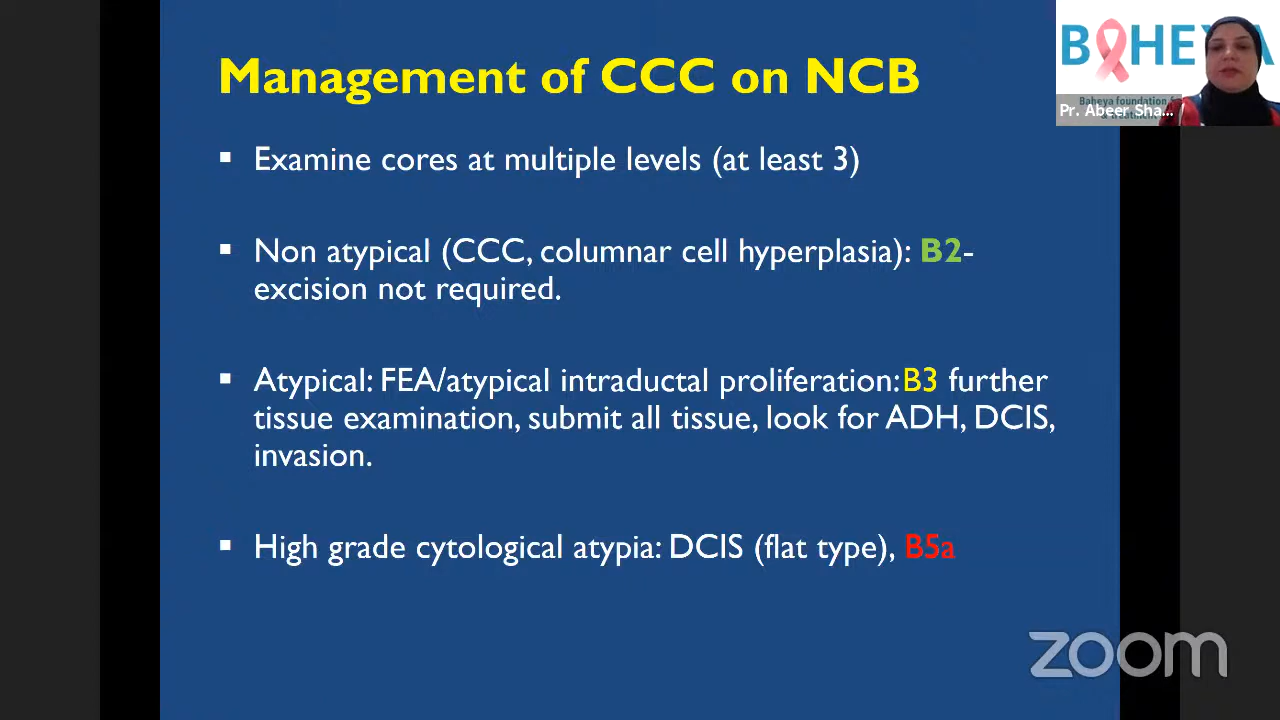 Management of CCC on NCB
▪ Examine cores at multiple levels (at least 3)
▪ Non atypical (CCC, columnar cell hyperplasia): B2-
excision not required.
▪ Atypical: FEA/atypical intraductal proliferation:B3 further
tissue examination, submit all tissue, look for ADH, DCIS,
invasion.
▪ High grade cytological atypia: DCIS (flat type), B5a
BAHEYA
Baheya foundation
Pr. Abeer Sha...
zoom